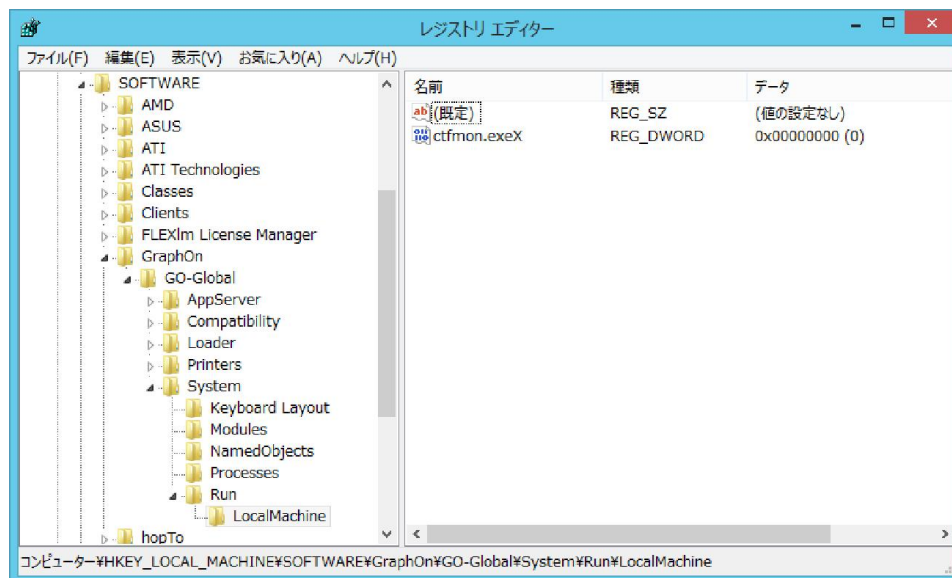 レジストリ エディター
ファイル(F) 編集(E) 表示(V) お気に入り(A) ヘルプ(H)
SOFTWARE
AMD
ASUS
ATI
ATI Technologies
Classes
Clients
FLEXlm License Manager
GraphOn
GO-Global
AppServer
Compatibility
Loader
Printers
System
Keyboard Layout
Modules
NamedObjects
Processes
Run
LocalMachine
hopTo
名前 種類 データ
(既定) REG_SZ (値の設定なし)
ctfmon.exeX REG_DWORD 0x00000000 (0)
コンピューター¥HKEY_LOCAL_MACHINE¥SOFTWARE¥GraphOn¥GO-Global¥System¥Run¥LocalMachine